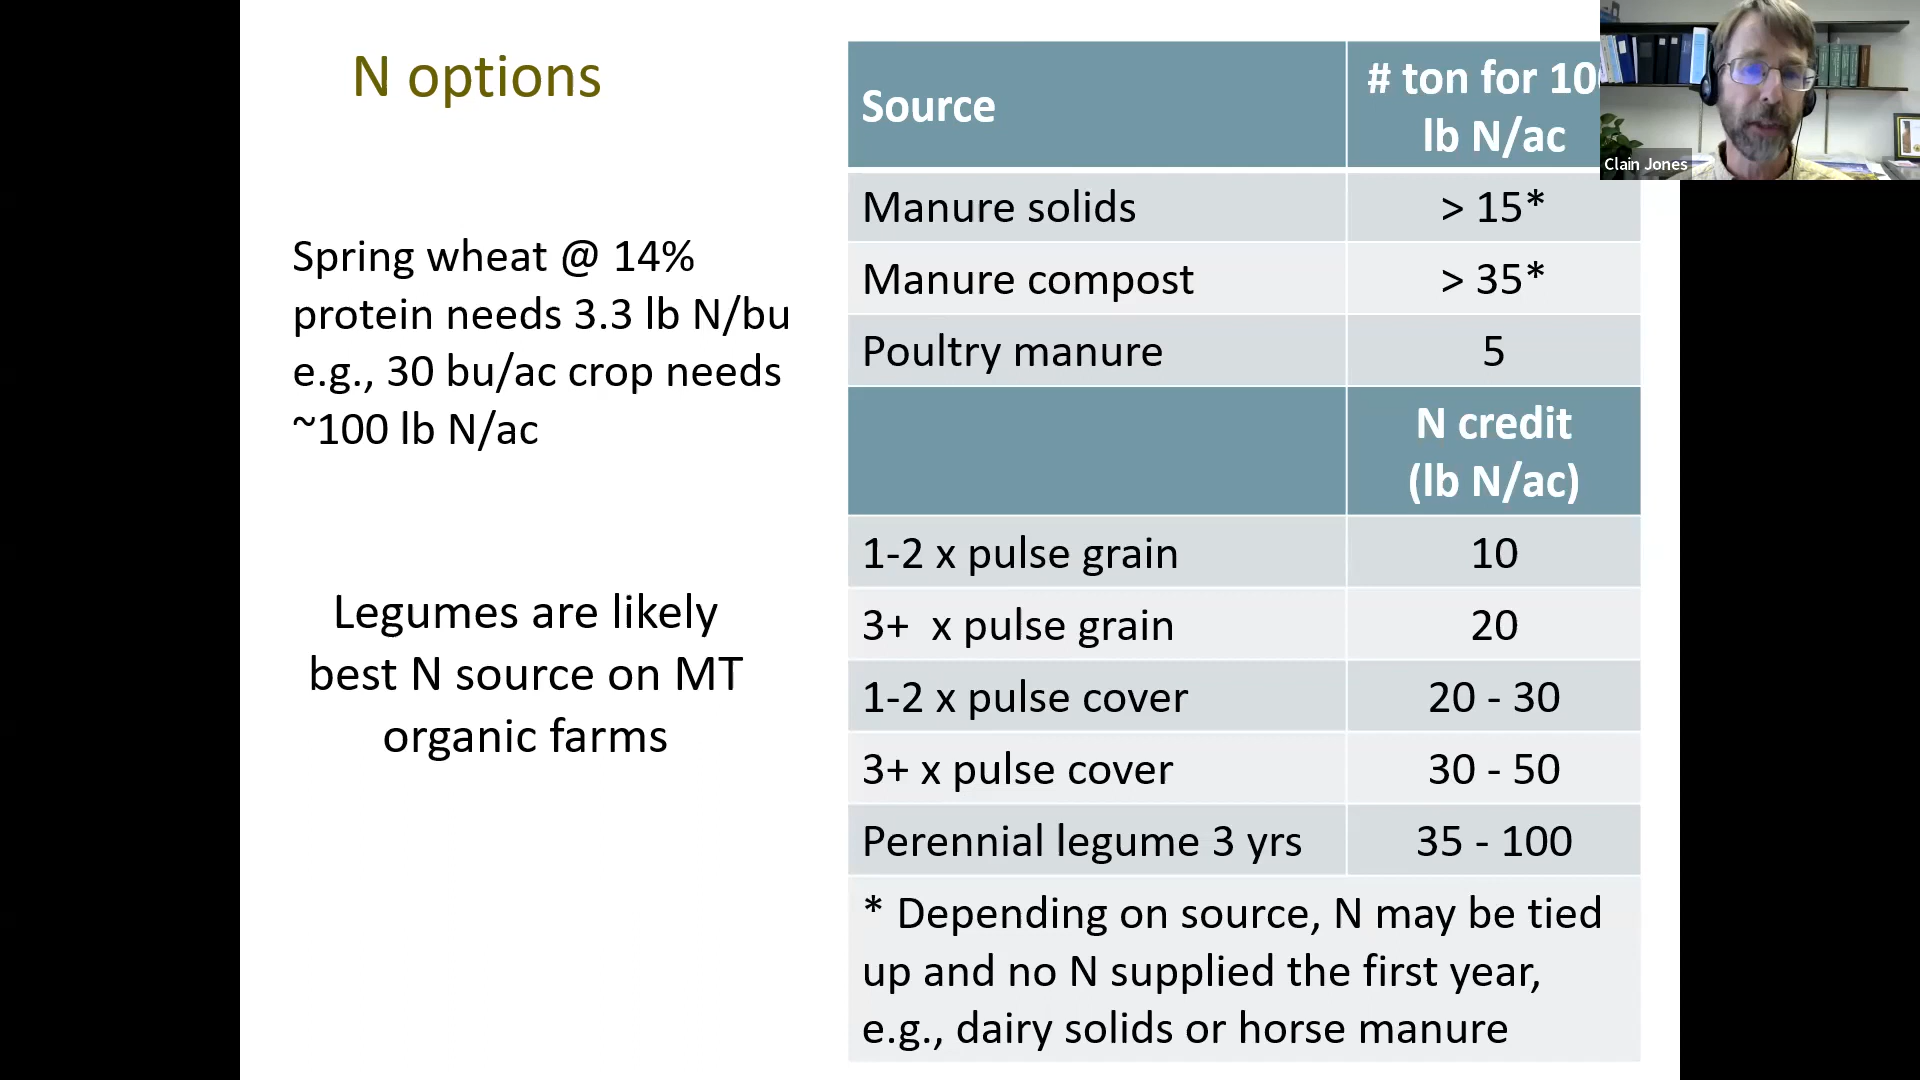 N options
Spring wheat @ 14%
protein needs 3.3 lb N/bu
e.g., 30 bu/ac crop needs
~100 lb N/ac
Legumes are likely
best N source on MT
organic farms
Source
# ton for 100
lb N/ac
Manure solids
> 15*
Manure compost
> 35*
Poultry manure
5
N credit
(lb N/ac)
1-2 x pulse grain
10
3+ x pulse grain
20
1-2 x pulse cover
20 - 30
3+ x pulse cover
30 - 50
Perennial legume 3 yrs
35 - 100
* Depending on source, N may be tied
up and no N supplied the first year,
e.g., dairy solids or horse manure
Clain Jones